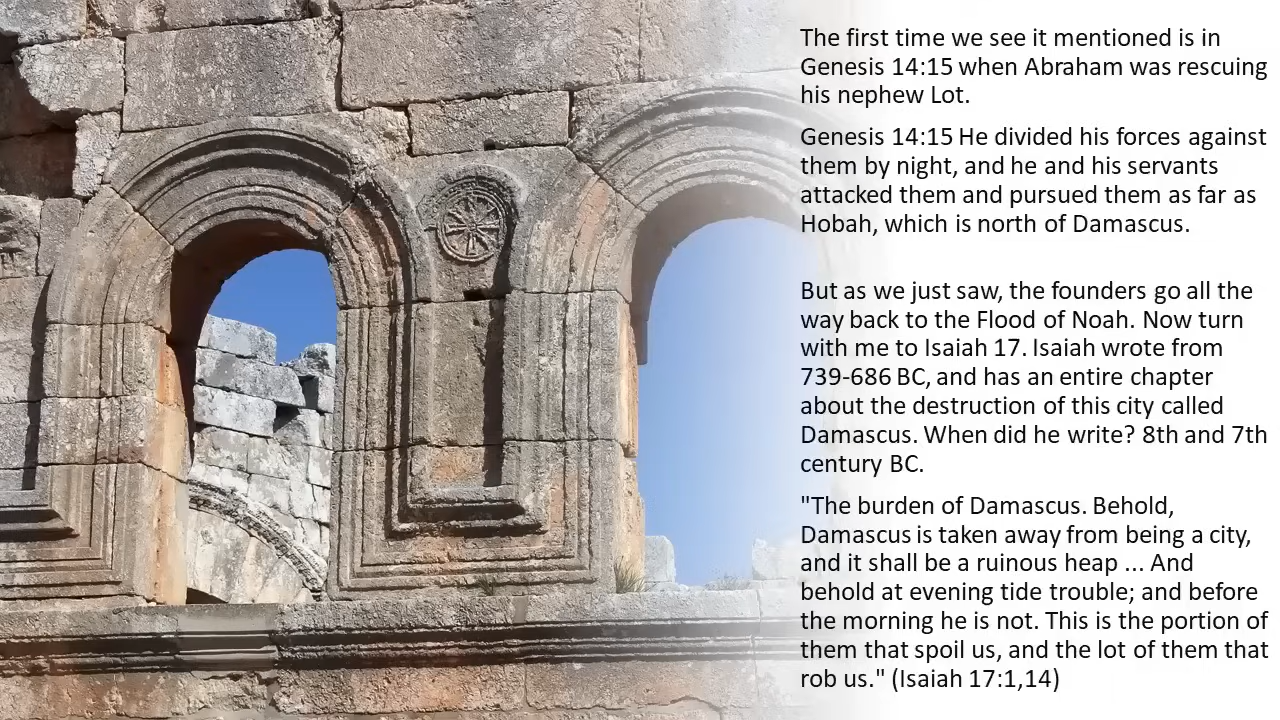 The first time we see it mentioned is in
Genesis 14:15 when Abraham was rescuing
his nephew Lot.
Genesis 14:15 He divided his forces against
them by night, and he and his servants
attacked them and pursued them as far as
Hobah, which is north of Damascus.
But as we just saw, the founders go all the
way back to the Flood of Noah. Now turn
with me to Isaiah 17. Isaiah wrote from
739-686 BC, and has an entire chapter
about the destruction of this city called
Damascus. When did he write? 8th and 7th
century BC.
"The burden of Damascus. Behold,
Damascus is taken away from being a city,
and it shall be a ruinous heap ... And
behold at evening tide trouble; and before
the morning he is not. This is the portion of
them that spoil us, and the lot of them that
rob us." (Isaiah 17:1,14)